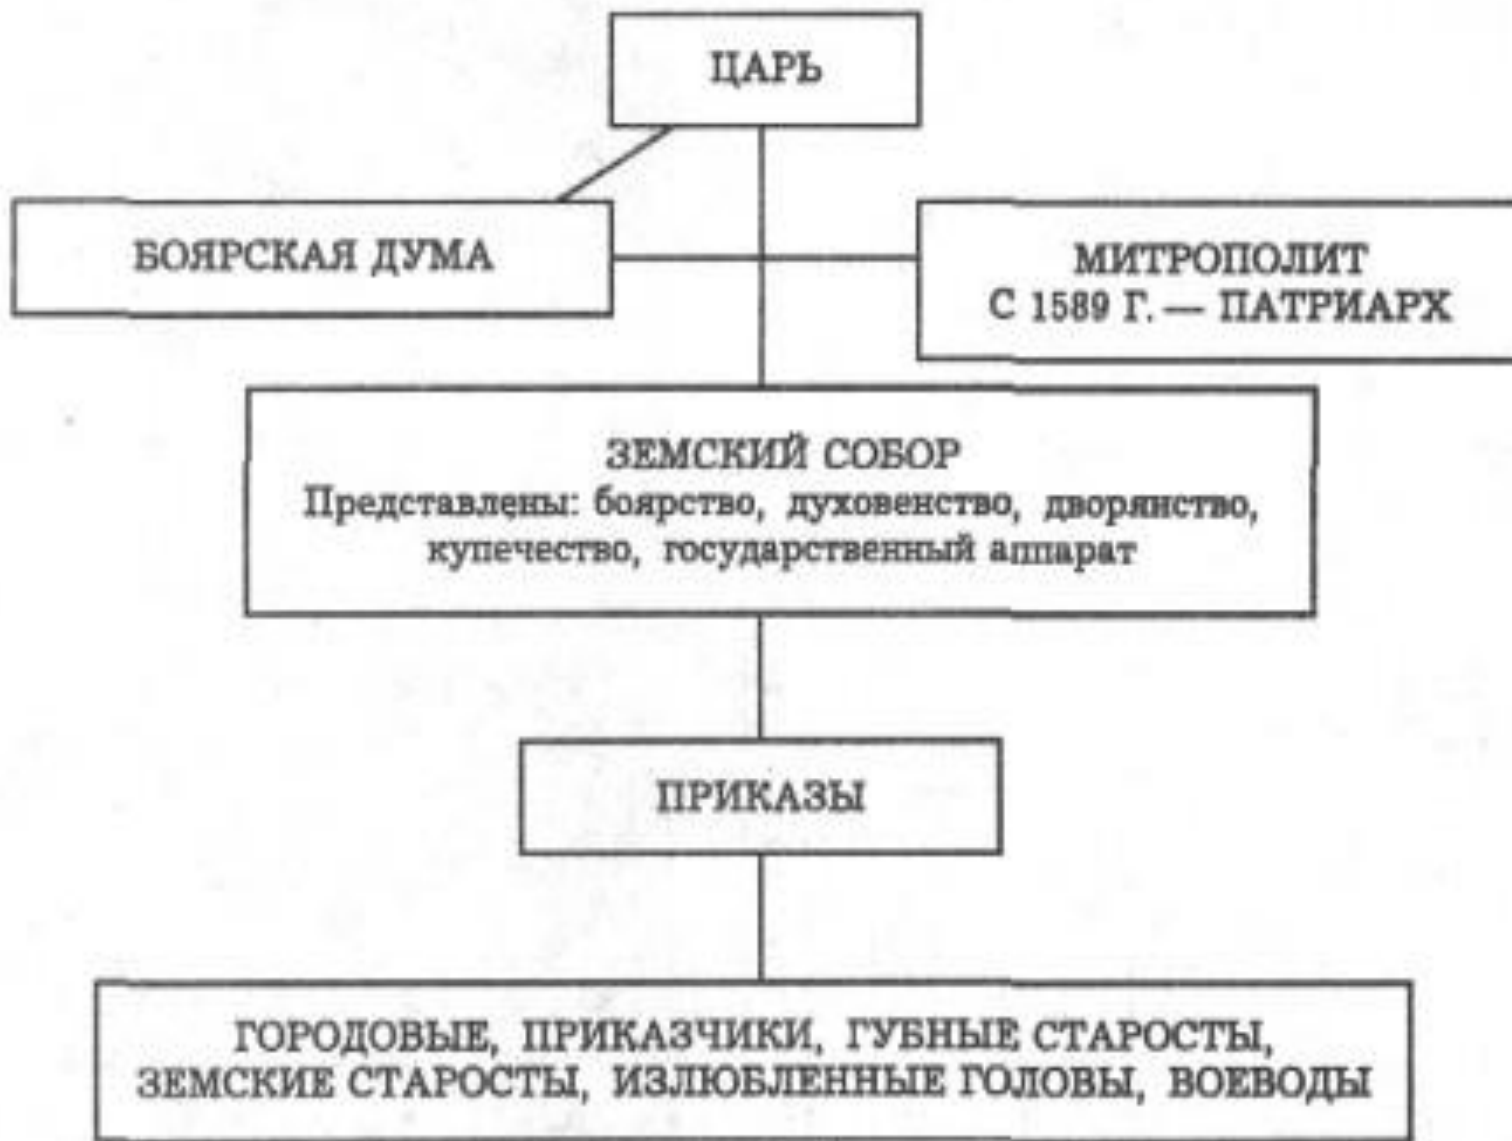 ЦАРЬ
БОЯРСКАЯ ДУМА
МИТРОПОЛИТ
С 1589 Г. — ПАТРИАРХ
ЗЕМСКИЙ СОБОР
Представлены: боярство, духовенство, дворянство,
купечество, государственный аппарат
ПРИКАЗЫ
ГОРОДОВЫЕ, ПРИКАЗЧИКИ, ГУБНЫЕ СТАРОСТЫ,
ЗЕМСКИЕ СТАРОСТЫ, ИЗЛЮБЛЕННЫЕ ГОЛОВЫ, ВОЕВОДЫ